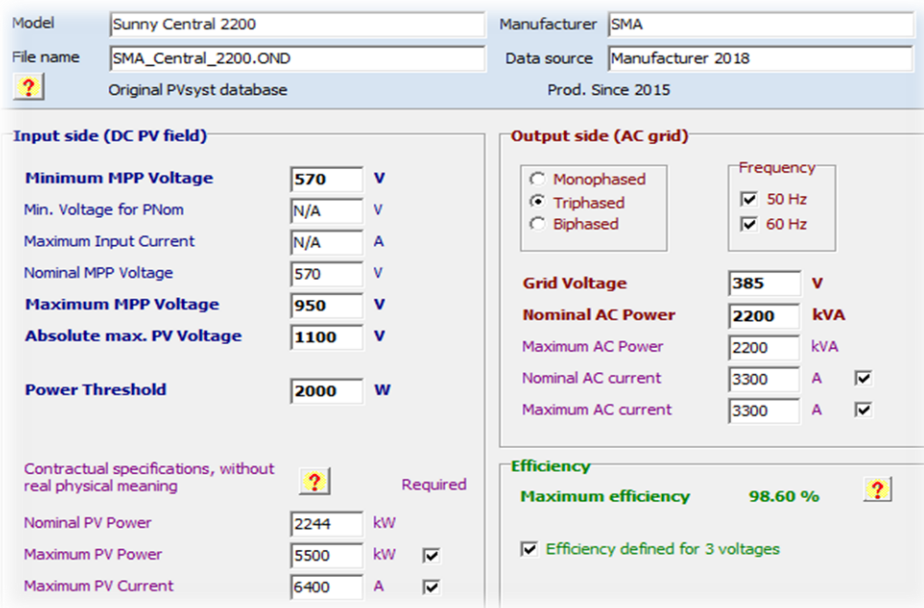 Model Sunny Central 2200 Manufacturer SMA
File name SMA_Central_2200.OND Data source Manufacturer 2018
? Original PVsyst database Prod. Since 2015
Input side (DC PV field)
Minimum MPP Voltage 570 V
Min. Voltage for PNom N/A V
Maximum Input Current N/A A
Nominal MPP Voltage 570 V
Maximum MPP Voltage 950 V
Absolute max. PV Voltage 1100 V
Power Threshold 2000 W
Contractual specifications, without
real physical meaning ? Required
Nominal PV Power 2244 kW
Maximum PV Power 5500 kW
Maximum PV Current 6400 A
Output side (AC grid)
Monophased
Triphased
Biphased
Frequency
50 Hz
60 Hz
Grid Voltage 385 V
Nominal AC Power 2200 kVA
Maximum AC Power 2200 kVA
Nominal AC current 3300 A
Maximum AC current 3300 A
Efficiency
Maximum efficiency 98.60 % ?
Efficiency defined for 3 voltages